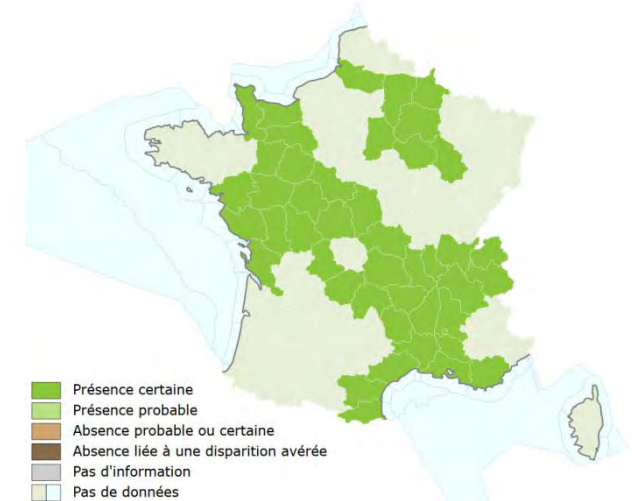 Présence certaine
Présence probable
Absence probable ou certaine
Absence liée à une disparition avérée
Pas d'information
Pas de données